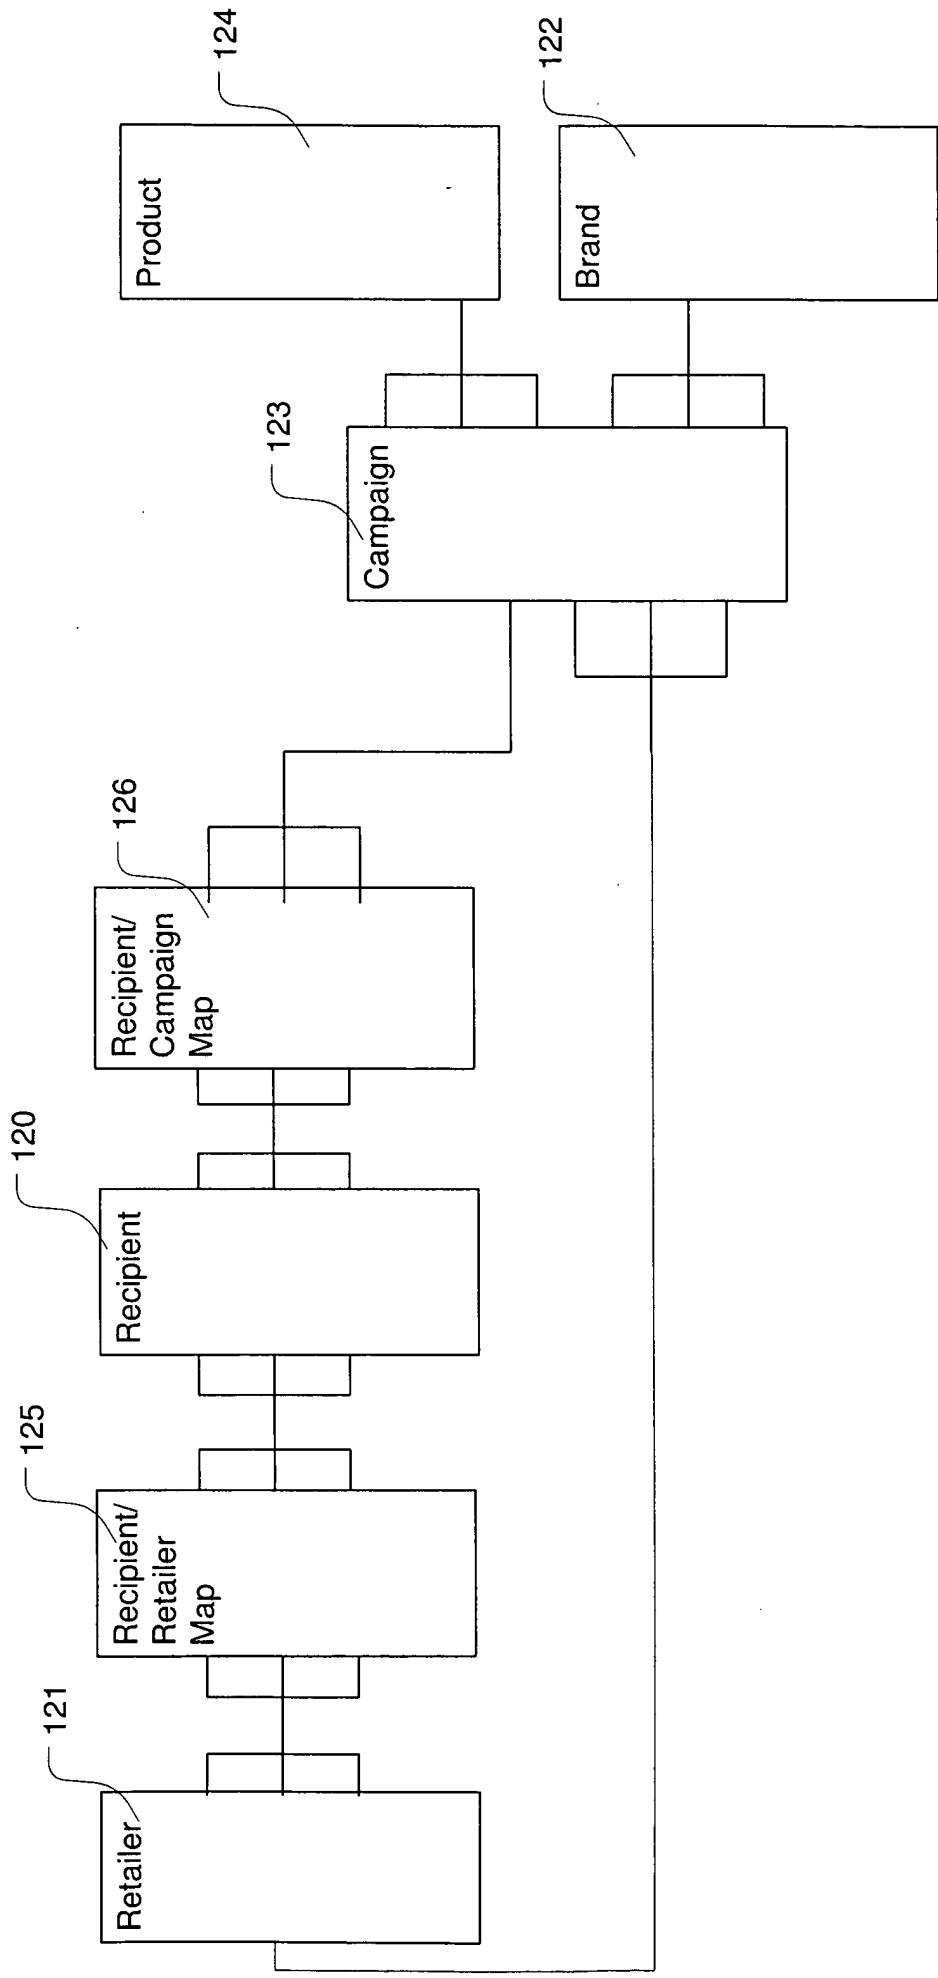 121
Retailer
125
Recipient/
Retailer
Map
120
Recipient
126
Recipient/
Campaign
Map
123
Campaign
124
Product
122
Brand